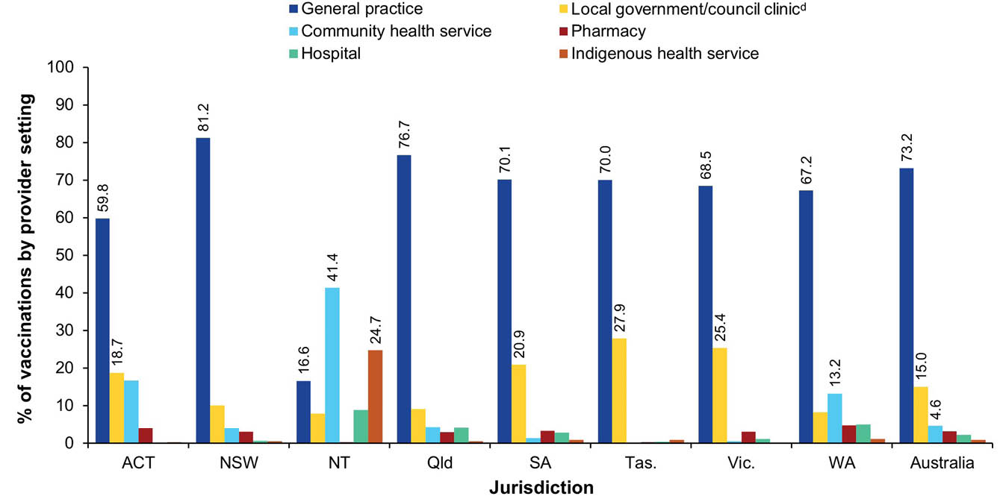 General practice
Local government/council clinicᵈ
Community health service
Pharmacy
Hospital
Indigenous health service
% of vaccinations by provider setting
100
90
80
70
60
50
40
30
20
10
0
59.8
18.7
81.2
16.6
41.4
24.7
76.7
70.1
20.9
70.0
27.9
68.5
25.4
67.2
13.2
73.2
15.0
4.6
ACT
NSW
NT
Qld
SA
Tas.
Vic.
WA
Australia
Jurisdiction